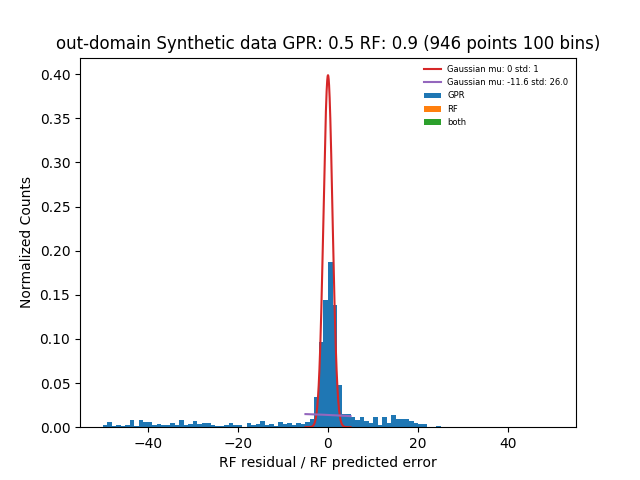 out-domain Synthetic data GPR: 0.5 RF: 0.9 (946 points 100 bins)
Gaussian mu: 0 std: 1
Gaussian mu: -11.6 std: 26.0
GPR
RF
both
Normalized Counts
0.40
0.35
0.30
0.25
0.20
0.15
0.10
0.05
0.00
−40
−20
0
20
40
RF residual / RF predicted error